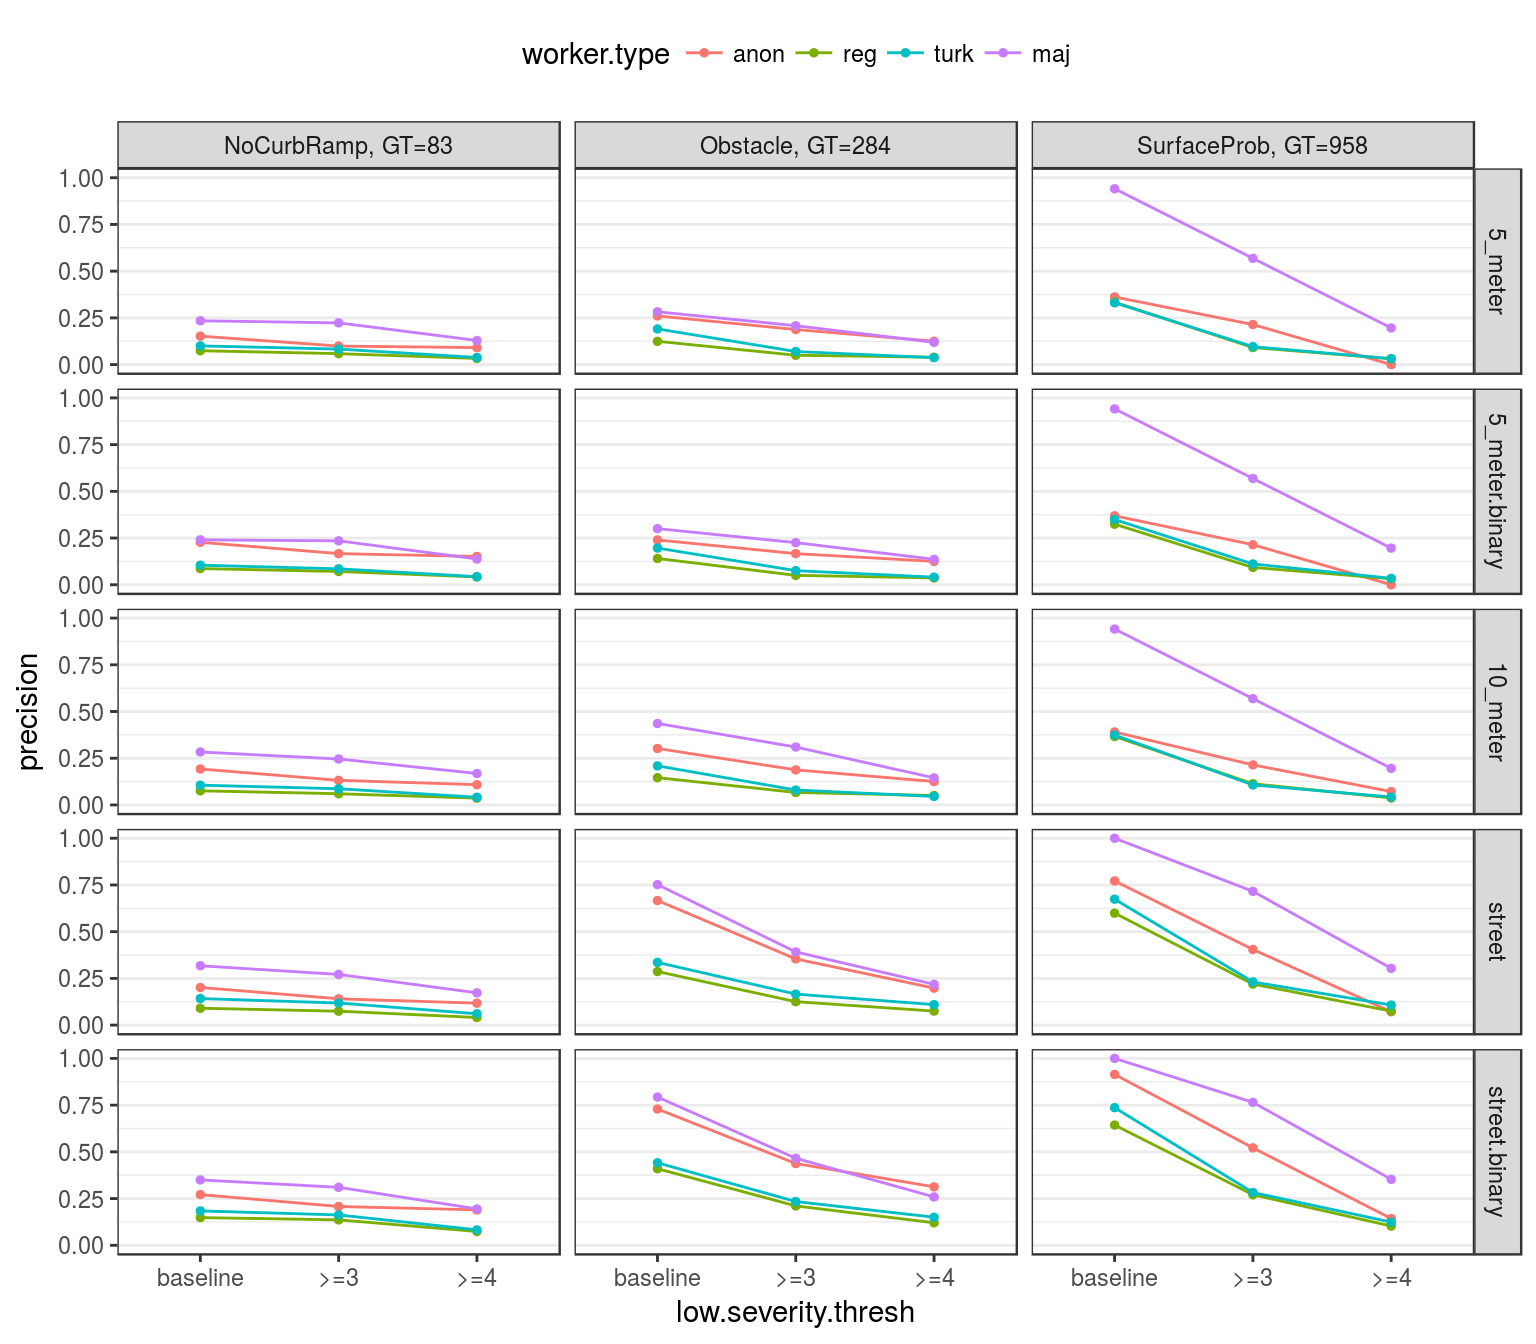 worker.type anon reg turk maj
NoCurbRamp, GT=83 Obstacle, GT=284 SurfaceProb, GT=958
1.00
0.75
0.50
0.25
0.00
5_meter
1.00
0.75
0.50
0.25
0.00
5_meter.binary
precision
1.00
0.75
0.50
0.25
0.00
10_meter
1.00
0.75
0.50
0.25
0.00
street
1.00
0.75
0.50
0.25
0.00
street.binary
baseline >=3 >=4 baseline >=3 >=4 baseline >=3 >=4
low.severity.thresh